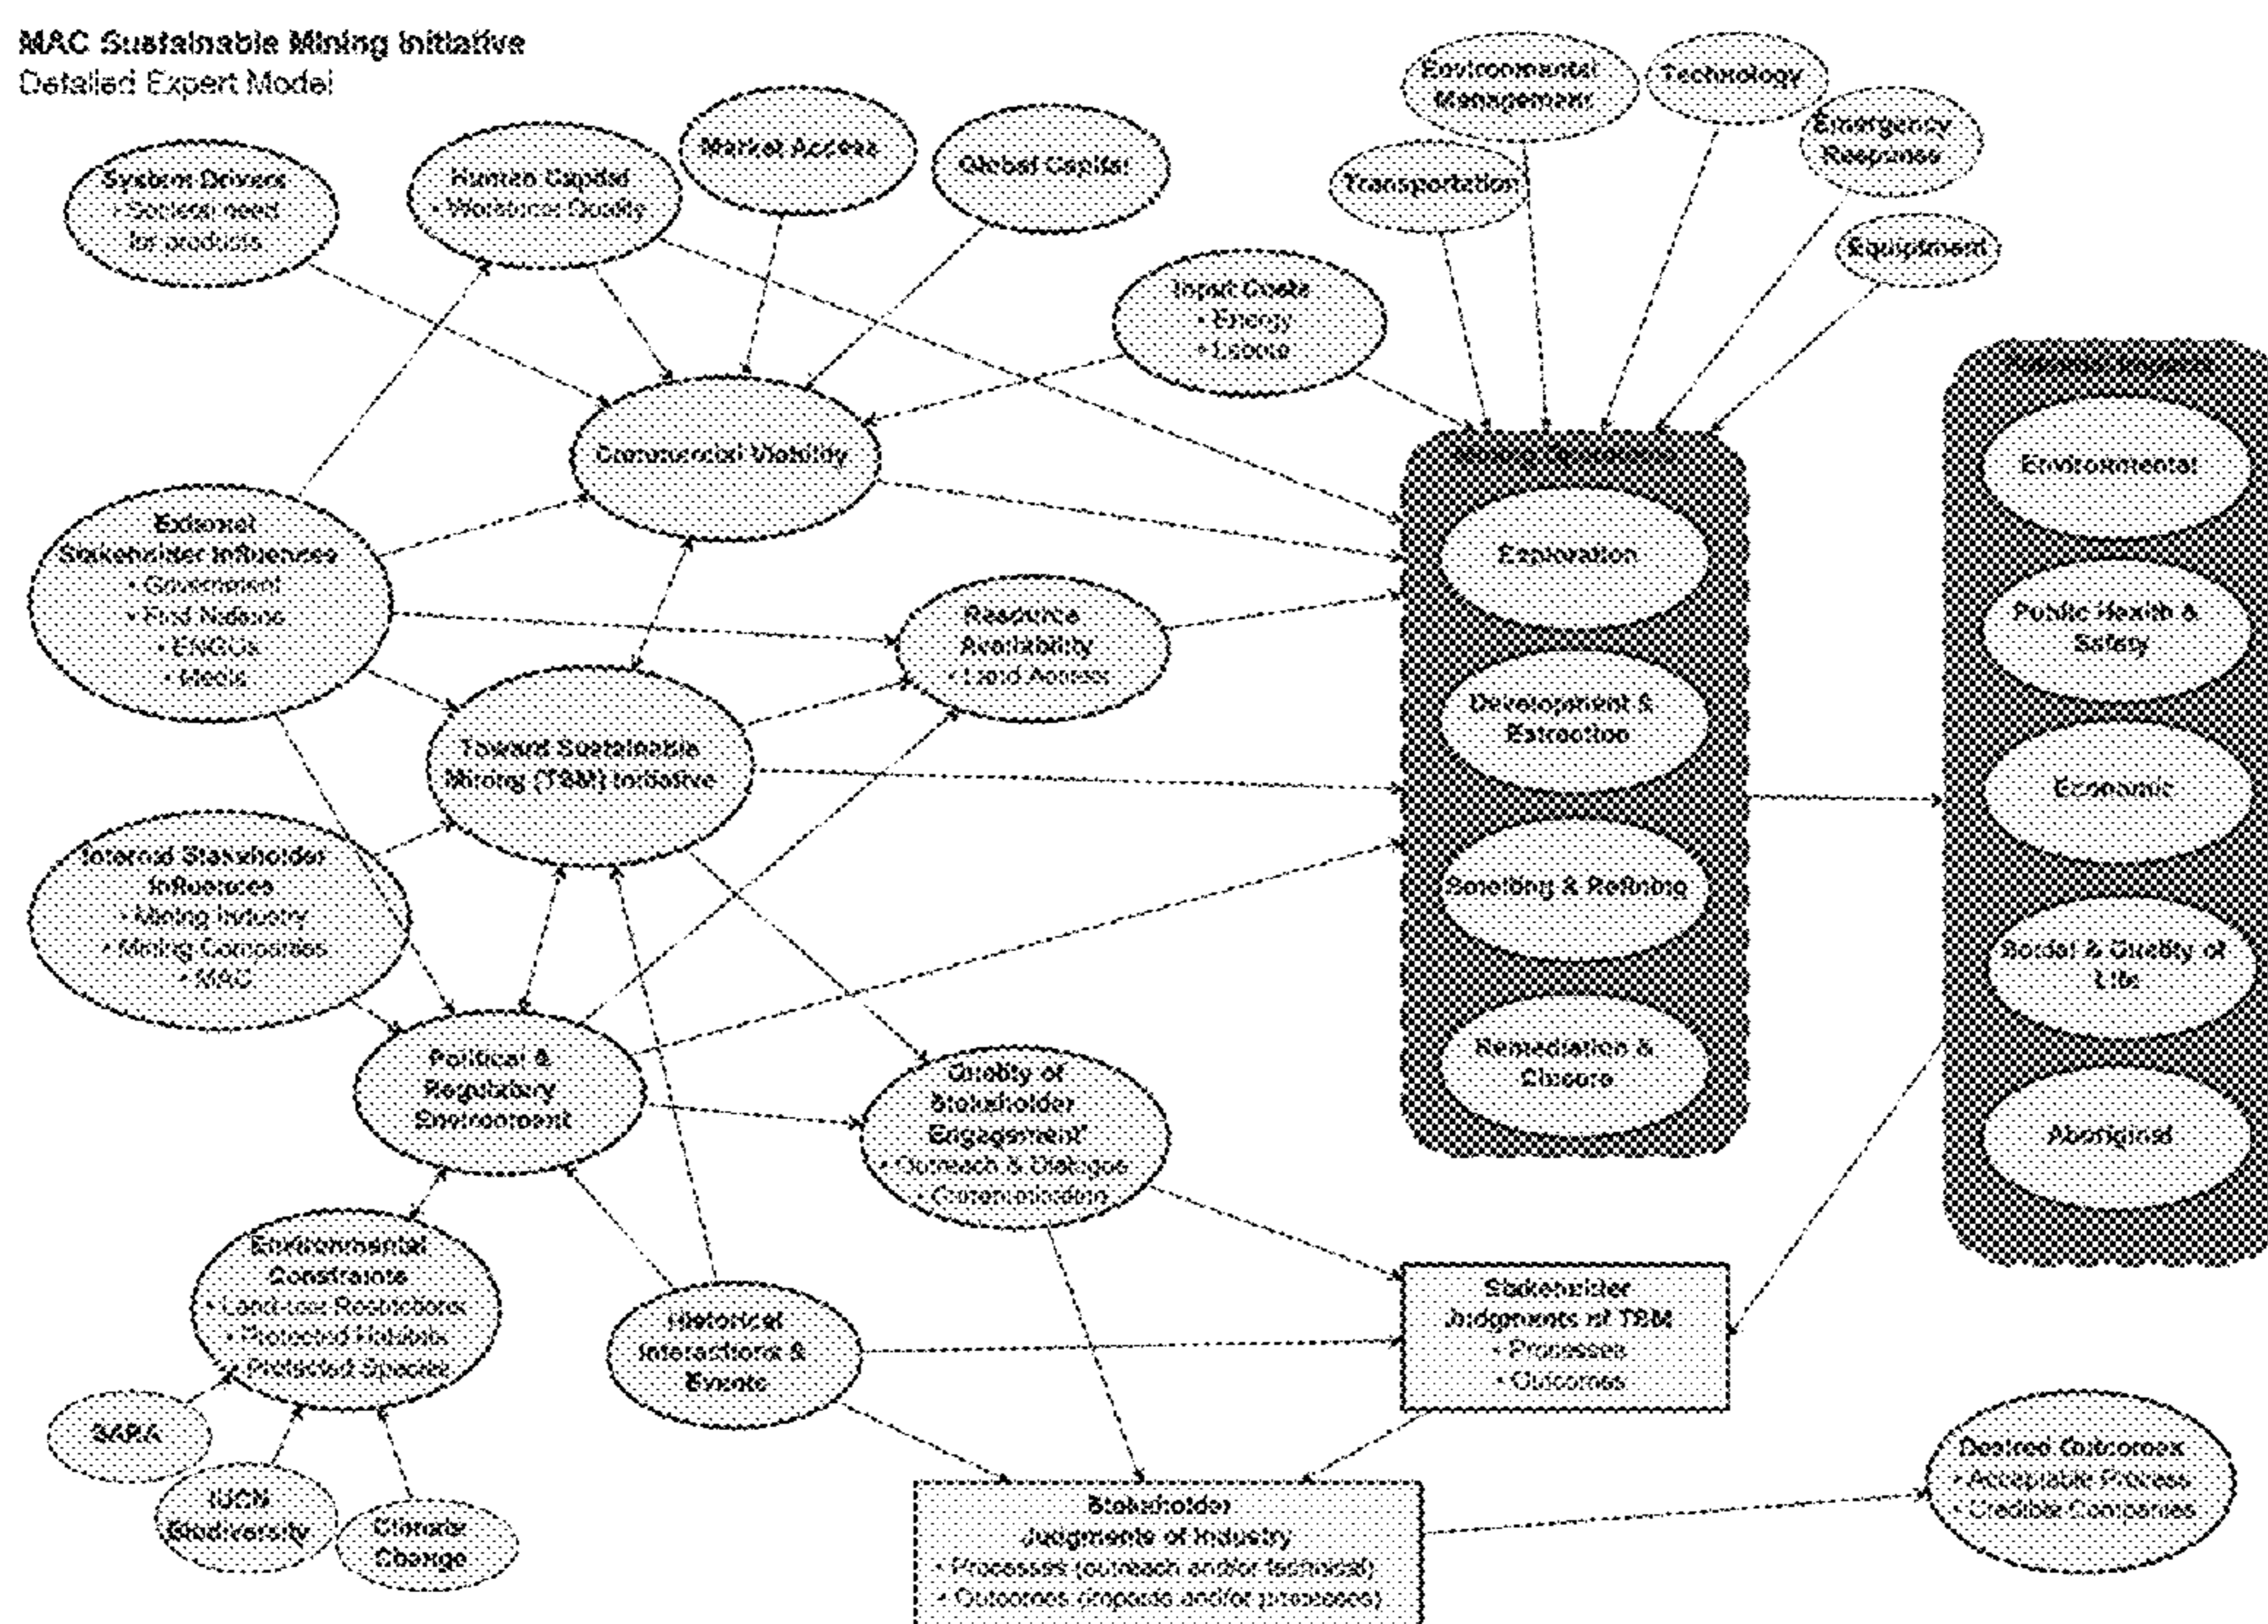 MAC Sustainable Mining Initiative
Detailed Expert Model
System Drivers
• Societal need
for products
Human Capital
• Workforce Quality
Market Access
Global Capital
Environmental
Management
Technology
Emergency
Response
Transportation
Equiptment
Input Costs
• Energy
• Labour
Commercial Viability
Mining Operations
Exploration
Development &
Extraction
Smelting & Refining
Remediation &
Closure
Potential Impacts
Environmental
Public Health &
Safety
Economic
Social & Quality of
Life
Aboriginal
External
Stakeholder Influences
• Government
• First Nations
• ENGOs
• Media
Resource
Availability
• Land Access
Toward Sustainable
Mining (TSM) Initiative
Internal Stakeholder
Influences
• Mining Industry
• Mining Companies
• MAC
Political &
Regulatory
Environment
Quality of
Stakeholder
Engagement
• Outreach & Dialogue
• Communication
Environmental
Constraints
• Land-use Restrictions
• Protected Habitats
• Protected Species
SARA
IUCN
Biodiversity
Climate
Change
Historical
Interactions &
Events
Stakeholder
Judgments of TSM
• Processes
• Outcomes
Stakeholder
Judgments of Industry
• Processes (outreach and/or technical)
• Outcomes (impacts and/or processes)
Desired Outcomes
• Acceptable Process
• Credible Companies